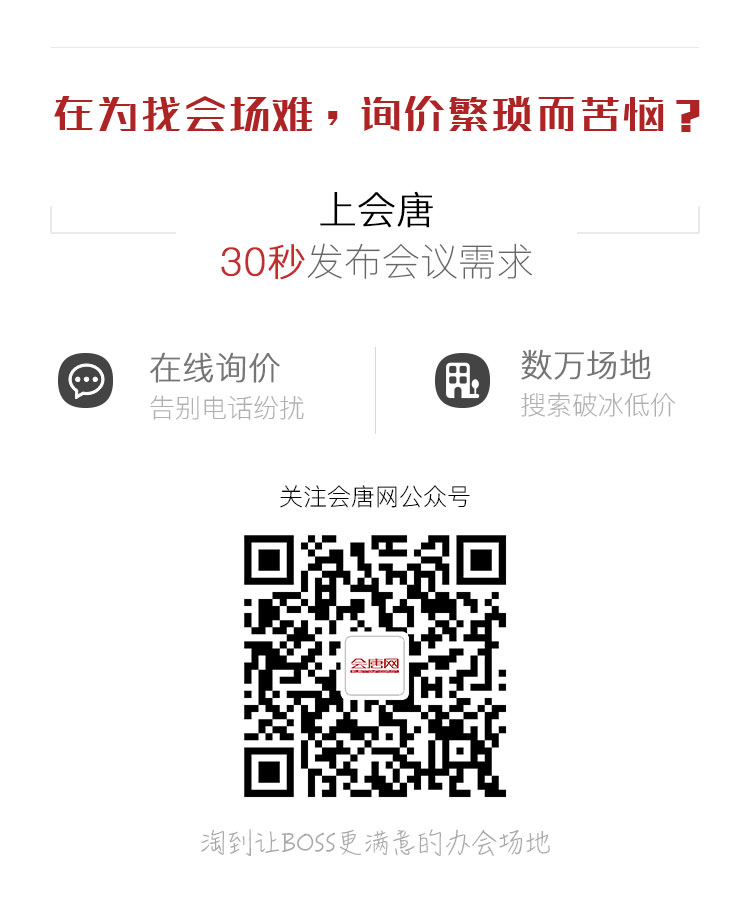 在为找会场难，询价繁琐而苦恼？
上会唐
30秒发布会议需求
在线询价
告别电话纷扰
数万场地
搜索破冰低价
关注会唐网公众号
会唐网
淘到让BOSS更满意的办会场地